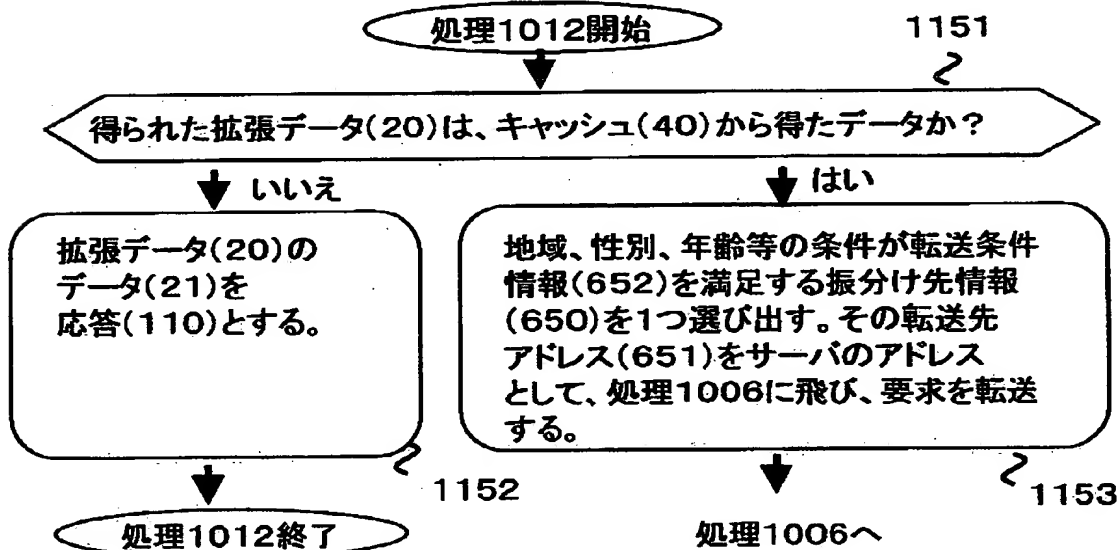 処理1012開始
1151
得られた拡張データ(20)は、キャッシュ(40)から得たデータか?
いいえ
はい
拡張データ(20)の
データ(21)を
応答(110)とする。
地域、性別、年齢等の条件が転送条件
情報(652)を満足する振分け先情報
(650)を1つ選び出す。その転送先
アドレス(651)をサーバのアドレス
として、処理1006に飛び、要求を転送
する。
1152
1153
処理1012終了
処理1006へ